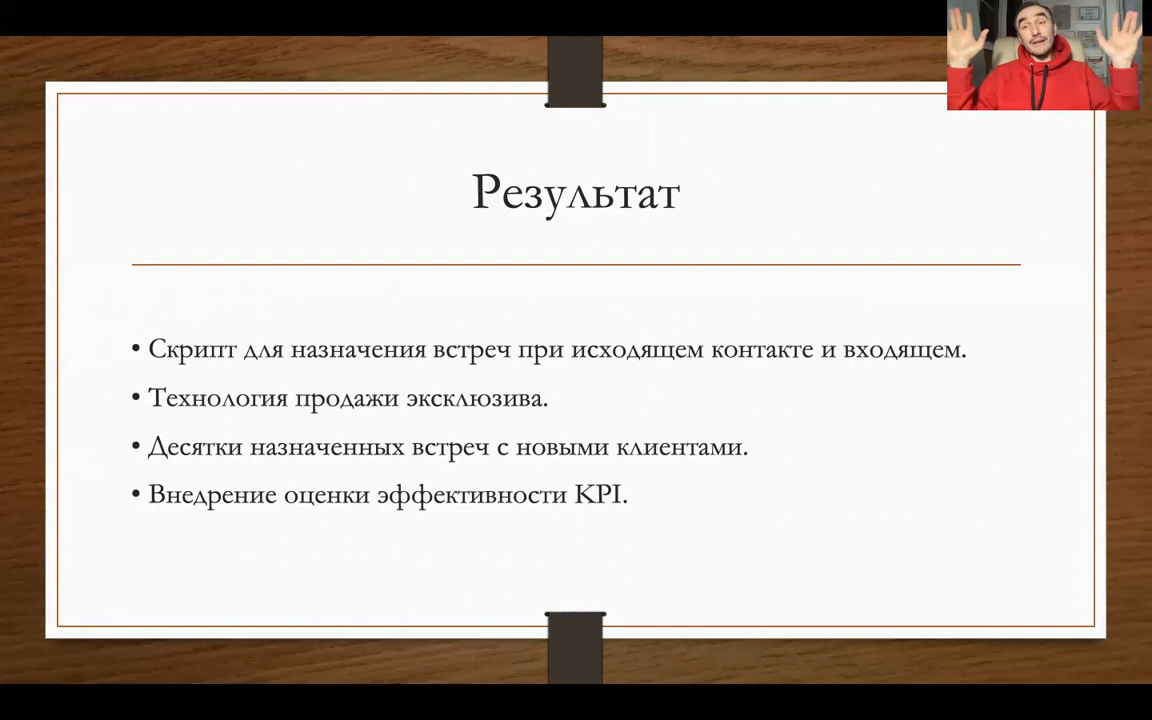 Результат
• Скрипт для назначения встреч при исходящем контакте и входящем.
• Технология продажи эксклюзива.
• Десятки назначенных встреч с новыми клиентами.
• Внедрение оценки эффективности KPI.